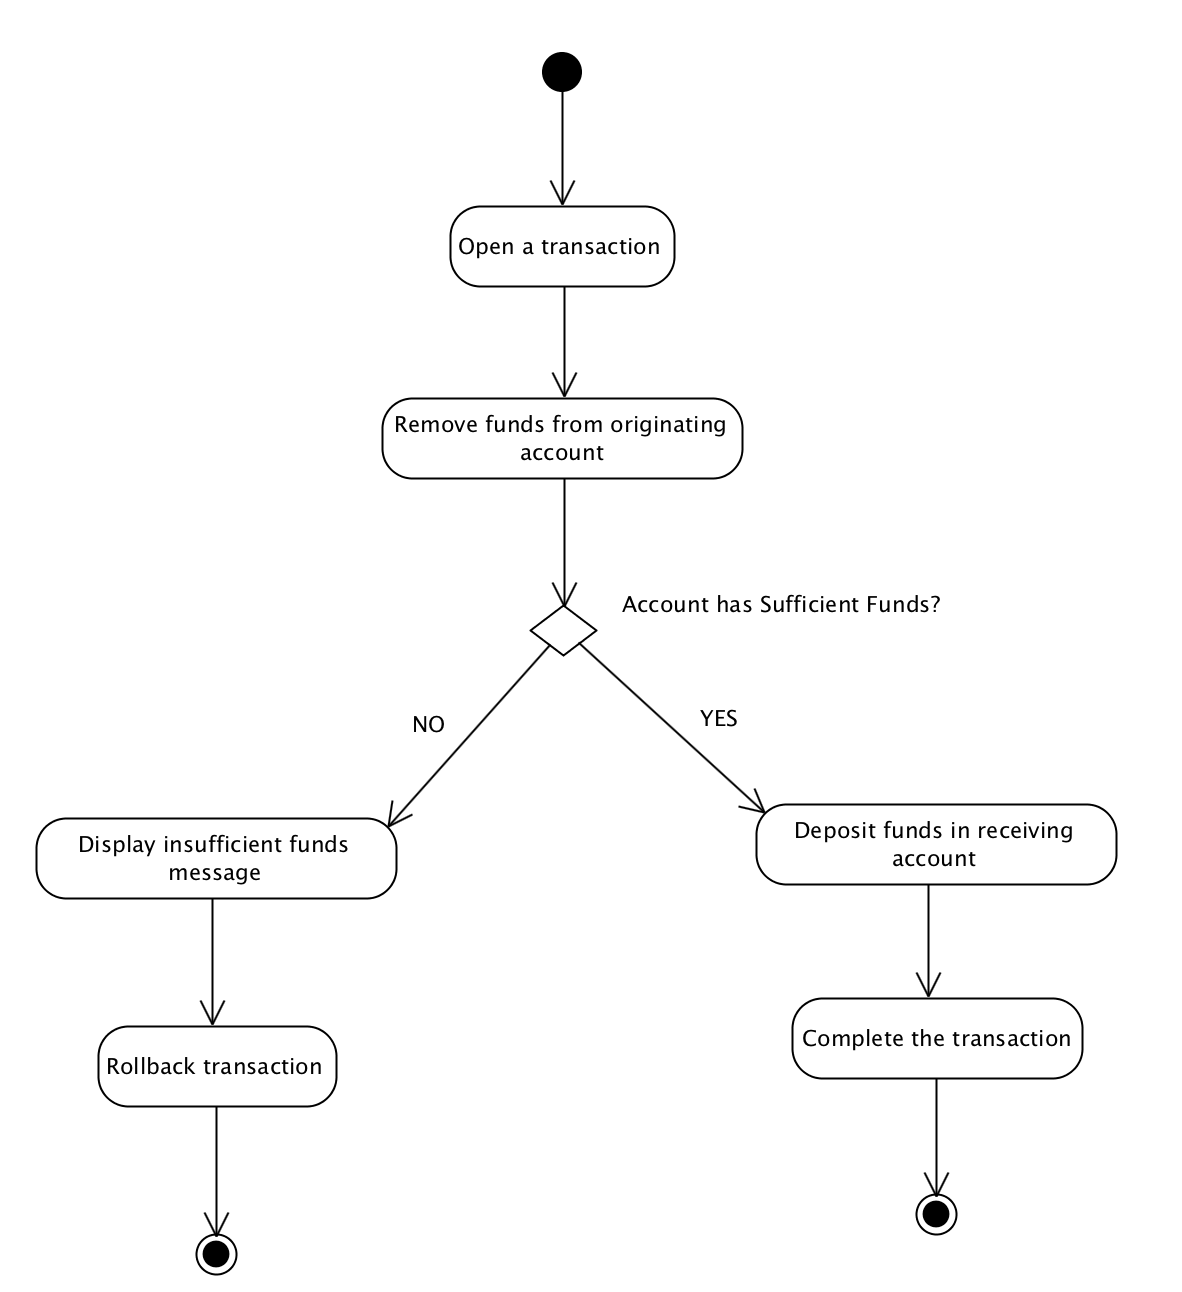 Open a transaction
Remove funds from originating
account
Account has Sufficient Funds?
NO
YES
Display insufficient funds
message
Deposit funds in receiving
account
Rollback transaction
Complete the transaction